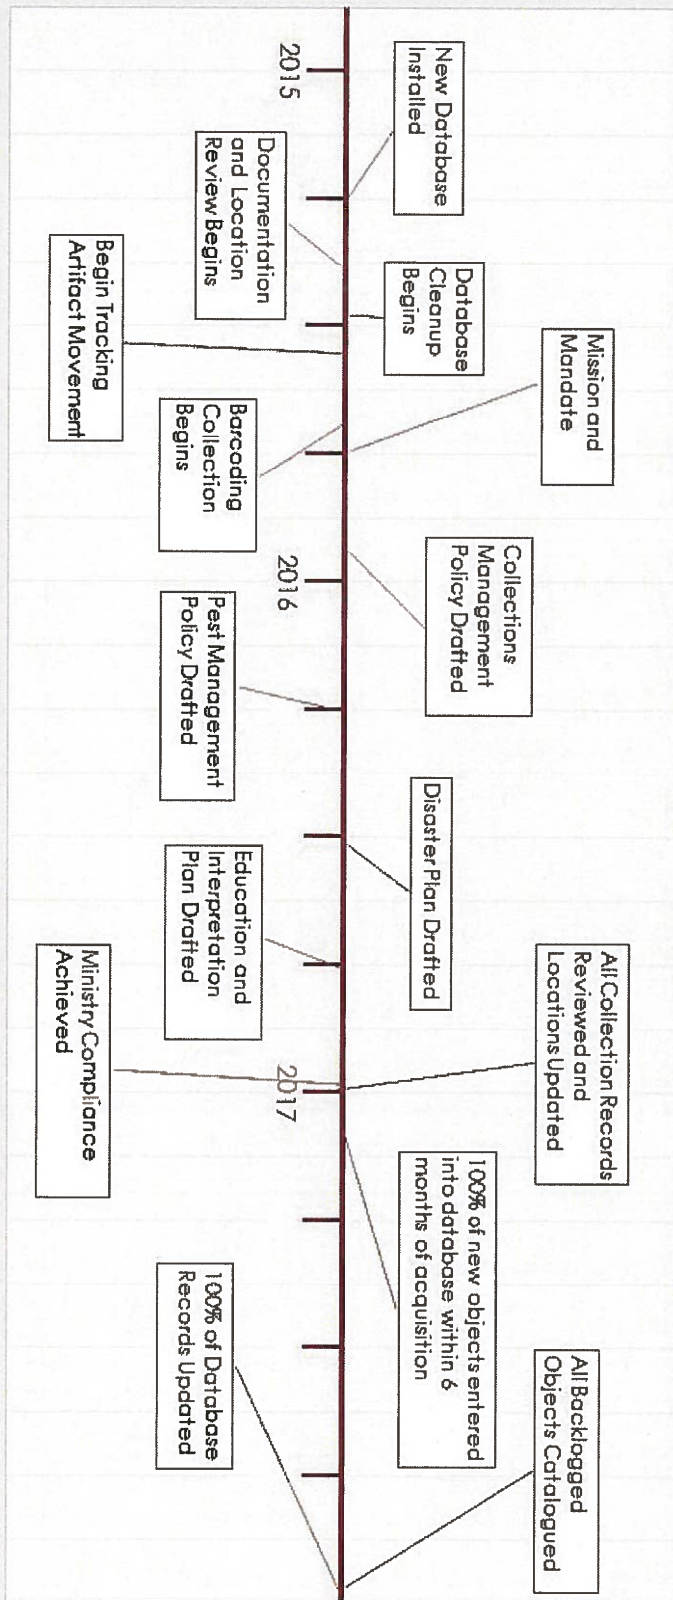 New Database
Installed
Database
Cleanup
Begins
Mission and
Mandate
Collections
Management
Policy Drafted
Disaster Plan Drafted
All Collection Records
Reviewed and
Locations Updated
100% of new objects entered
into database within 6
months of acquisition
All Backlogged
Objects Catalogued
2015
2016
2017
Documentation
and Location
Review Begins
Begin Tracking
Artifact Movement
Barcoding
Collection
Begins
Pest Management
Policy Drafted
Education and
Interpretation
Plan Drafted
Ministry Compliance
Achieved
100% of Database
Records Updated